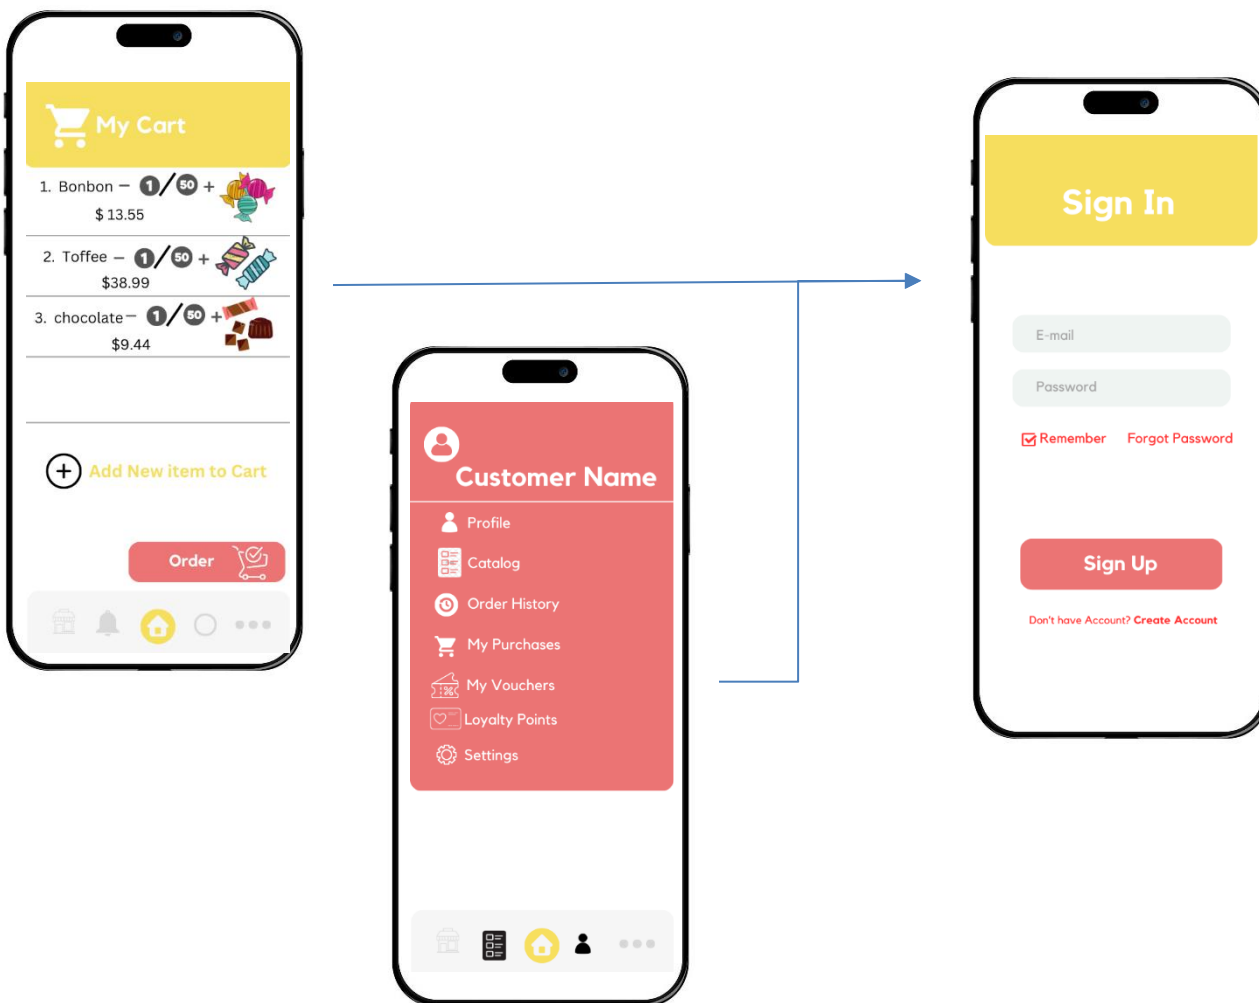 My Cart
1. Bonbon – 1/50 +
$ 13.55
2. Toffee – 1/50 +
$38.99
3. chocolate – 1/50 +
$9.44
Add New item to Cart
Order
Customer Name
Profile
Catalog
Order History
My Purchases
My Vouchers
Loyalty Points
Settings
Sign In
E-mail
Password
Remember Forgot Password
Sign Up
Don't have Account? Create Account